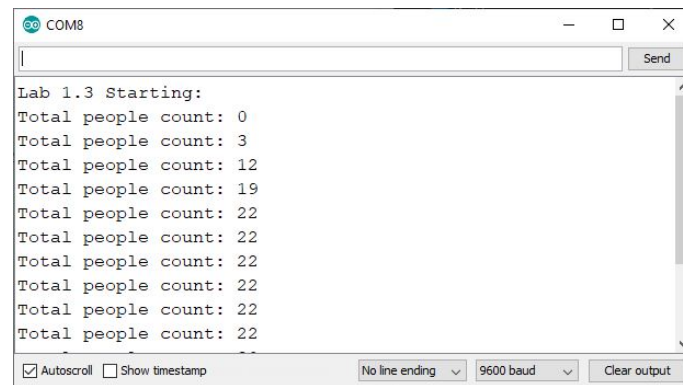 COM8
Send
Lab 1.3 Starting:
Total people count: 0
Total people count: 3
Total people count: 12
Total people count: 19
Total people count: 22
Total people count: 22
Total people count: 22
Total people count: 22
Total people count: 22
Total people count: 22
Autoscroll Show timestamp No line ending 9600 baud Clear output